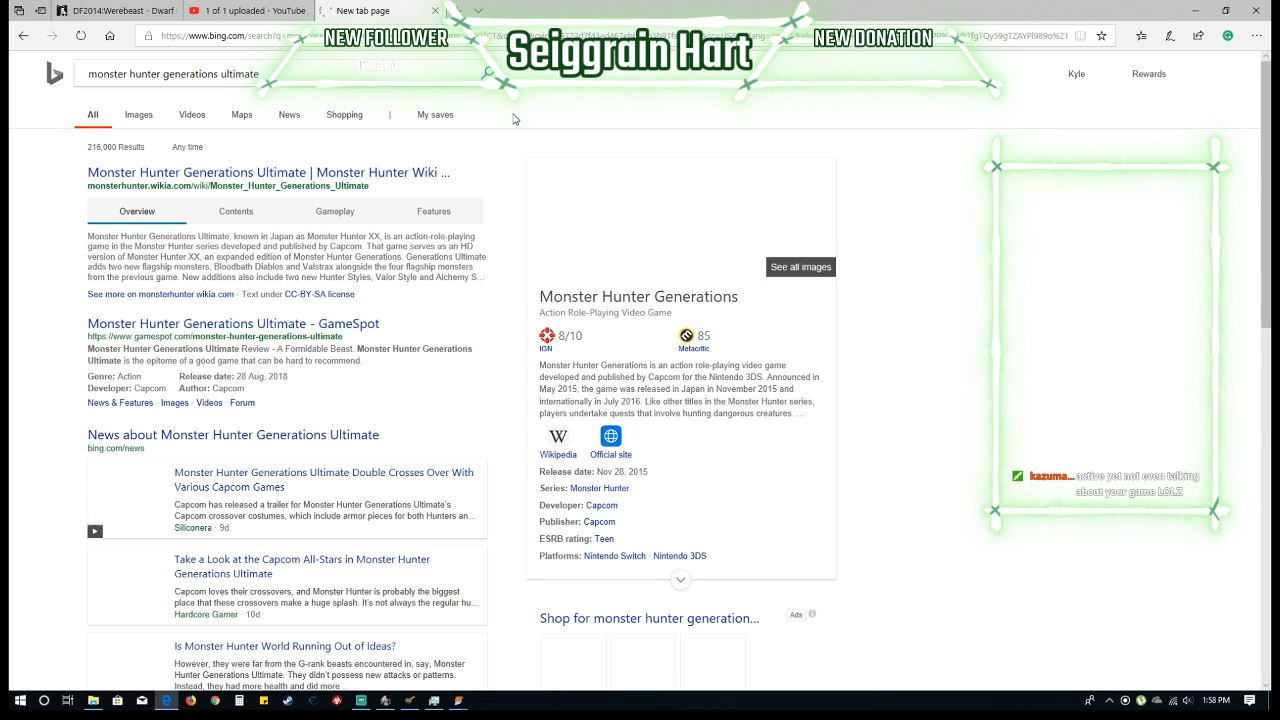 DF2014:Werebeast - Dwarf
1 of 1 uploaded - YouTube
New tab page
NEW FOLLOWER
Seiggrain Hart
NEW DONATION
monster hunter generations ultimate
Kyle
Rewards
All
Images
Videos
Maps
News
Shopping
|
My saves
216,000 Results
Any time
Monster Hunter Generations Ultimate | Monster Hunter Wiki ...
monsterhunter.wikia.com/wiki/Monster_Hunter_Generations_Ultimate
Overview
Contents
Gameplay
Features
Monster Hunter Generations Ultimate, known in Japan as Monster Hunter XX, is an action-role-playing
game in the Monster Hunter series developed and published by Capcom. That game serves as an HD
version of Monster Hunter XX, an expanded edition of Monster Hunter Generations. Generations Ultimate
adds two new flagship monsters, Bloodbath Diablos and Valstrax alongside the four flagship monsters
from the previous game. New additions also include two new Hunter Styles, Valor Style and Alchemy S...
See more on monsterhunter.wikia.com · Text under CC-BY-SA license
Monster Hunter Generations Ultimate - GameSpot
https://www.gamespot.com/monster-hunter-generations-ultimate
Monster Hunter Generations Ultimate Review - A Formidable Beast. Monster Hunter Generations
Ultimate is the epitome of a good game that can be hard to recommend.
Genre: Action
Release date: 28 Aug, 2018
Developer: Capcom
Author: Capcom
News & Features · Images · Videos · Forum
News about Monster Hunter Generations Ultimate
bing.com/news
Monster Hunter Generations Ultimate Double Crosses Over With
Various Capcom Games
Capcom has released a trailer for Monster Hunter Generations Ultimate's
Capcom crossover costumes, which include armor pieces for both Hunters an...
Siliconera · 9d
Take a Look at the Capcom All-Stars in Monster Hunter
Generations Ultimate
Capcom loves their crossovers, and Monster Hunter is probably the biggest
place that these crossovers make a huge splash. It's not always the regular hu...
Hardcore Gamer · 10d
Is Monster Hunter World Running Out of Ideas?
However, they were far from the G-rank beasts encountered in, say, Monster
Hunter Generations Ultimate. They didn't possess new attacks or patterns.
Instead, they had more health and did more ...
See all images
Monster Hunter Generations
Action Role-Playing Video Game
8/10
IGN
85
Metacritic
Monster Hunter Generations is an action role-playing video game
developed and published by Capcom for the Nintendo 3DS. Announced in
May 2015, the game was released in Japan in November 2015 and
internationally in July 2016. Like other titles in the Monster Hunter series,
players undertake quests that involve hunting dangerous creatures. ...
W
Wikipedia
Official site
Release date: Nov 28, 2015
Series: Monster Hunter
Developer: Capcom
Publisher: Capcom
ESRB rating: Teen
Platforms: Nintendo Switch · Nintendo 3DS
Shop for monster hunter generation...
Ads
kazuma... active yet not even talking
about your game LOLZ
1:58 PM